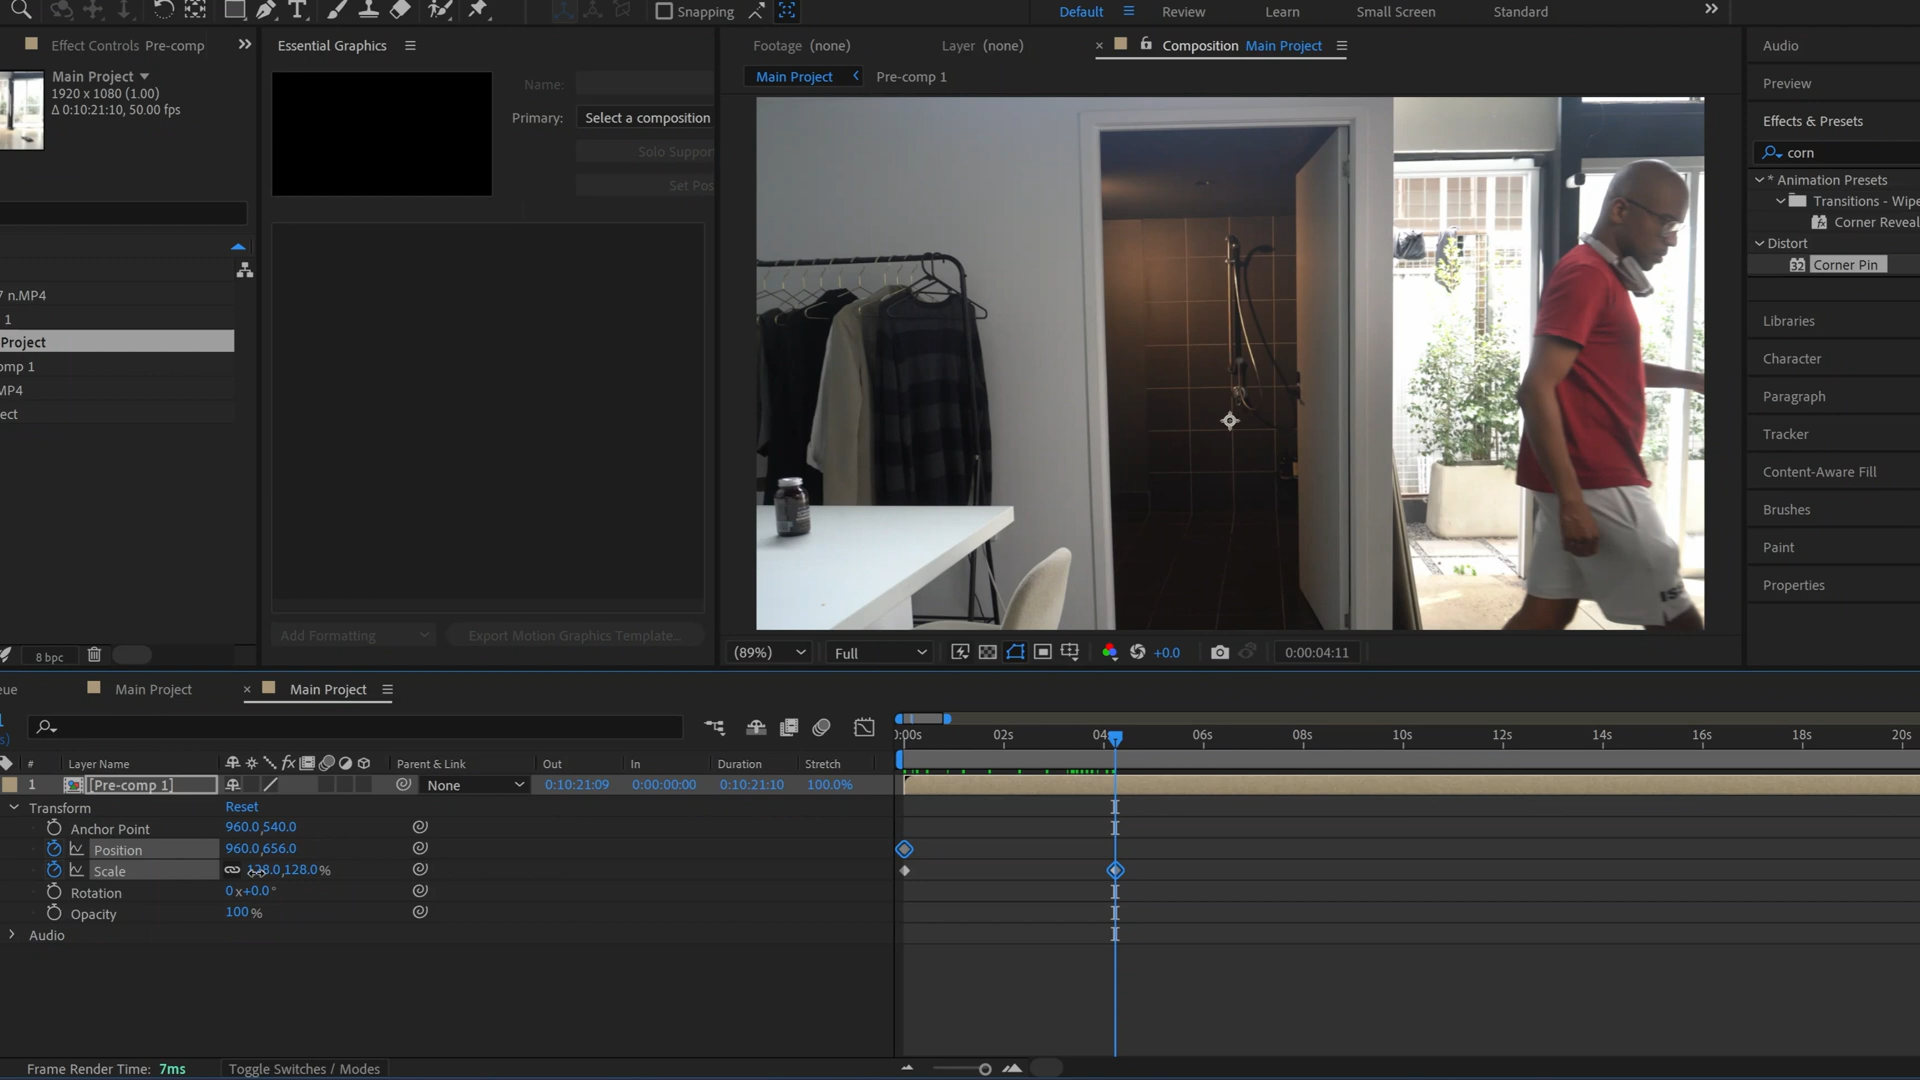 Snapping
Default
Review
Learn
Small Screen
Standard
Effect Controls Pre-comp
Main Project
1920 x 1080 (1.00)
Δ 0:10:21:10, 50.00 fps
Essential Graphics
Name:
Primary:
Select a composition
Solo Suppor
Set Pos
Footage (none)
Layer (none)
Composition Main Project
Main Project
Pre-comp 1
Audio
Preview
Effects & Presets
corn
* Animation Presets
Transitions - Wipe
Corner Reveal
Distort
32
Corner Pin
Libraries
Character
Paragraph
Tracker
Content-Aware Fill
Brushes
Paint
Properties
7 n.MP4
1
Project
omp 1
MP4
ect
8 bpc
Add Formatting
Export Motion Graphics Template...
(89%)
Full
+0.0
0:00:04:11
eue
Main Project
Main Project
# Layer Name
fx
Parent & Link
Out
In
Duration
Stretch
1 [Pre-comp 1]
None
0:10:21:09
0:00:00:00
0:10:21:10
100.0%
Transform
Reset
Anchor Point
960.0,540.0
Position
960.0,656.0
Scale
128.0,128.0%
Rotation
0x+0.0°
Opacity
100%
Audio
0:00s 02s 04s 06s 08s 10s 12s 14s 16s 18s 20s
Frame Render Time: 7ms
Toggle Switches / Modes